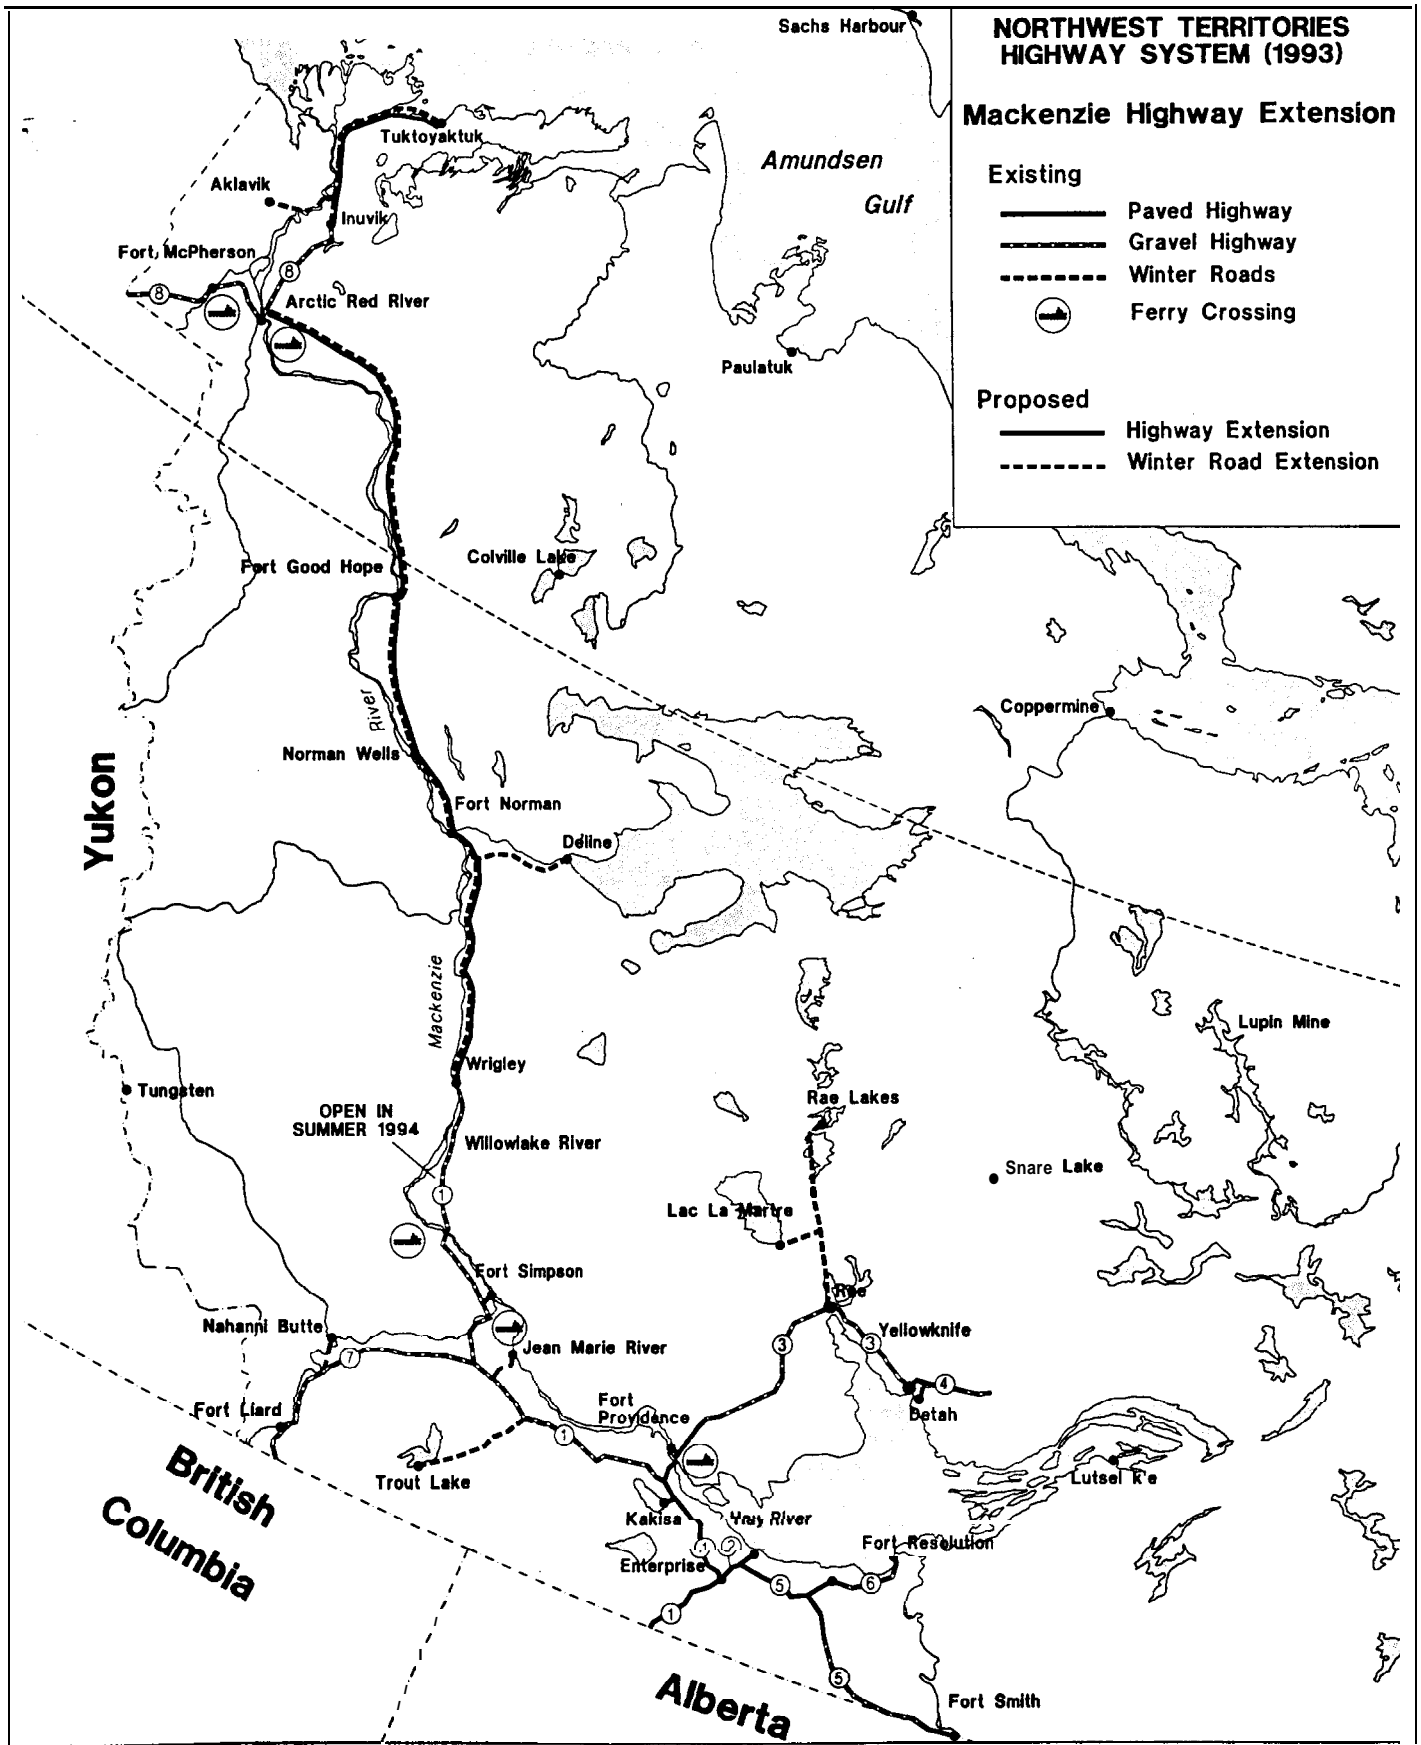 Sachs Harbour
NORTHWEST TERRITORIES
HIGHWAY SYSTEM (1993)
Mackenzie Highway Extension
Existing
Paved Highway
Gravel Highway
Winter Roads
Ferry Crossing
Proposed
Highway Extension
Winter Road Extension
Tuktoyaktuk
Amundsen
Gulf
Aklavik
Inuvik
Fort McPherson
8
8
Arctic Red River
Paulatuk
Fort Good Hope
Colville Lake
River
Coppermine
Norman Wells
Yukon
Fort Norman
Déline
Mackenzie
Lupin Mine
Wrigley
Tungsten
Rae Lakes
OPEN IN
SUMMER 1994
Willowlake River
Snare Lake
1
Lac La Martre
Fort Simpson
Rae
Nahanni Butte
Yellowknife
Jean Marie River
7
3
3
4
Fort Liard
Fort
Providence
Detah
1
British
Columbia
Trout Lake
Lutsel k'e
Kakisa
River
1
2
Fort Resolution
Enterprise
5
6
1
5
Alberta
Fort Smith